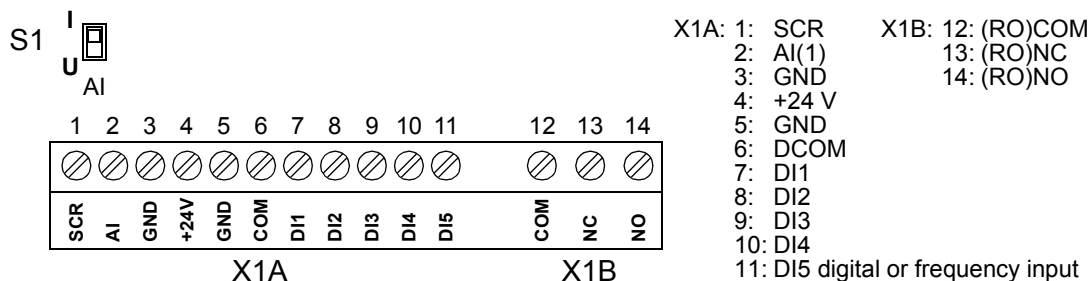 S1
I
U
AI
1 2 3 4 5 6 7 8 9 10 11 12 13 14
SCR AI GND +24V GND COM DI1 DI2 DI3 DI4 DI5 COM NC NO
X1A X1B
X1A: 1: SCR
2: AI(1)
3: GND
4: +24 V
5: GND
6: DCOM
7: DI1
8: DI2
9: DI3
10: DI4
11: DI5 digital or frequency input
X1B: 12: (RO)COM
13: (RO)NC
14: (RO)NO